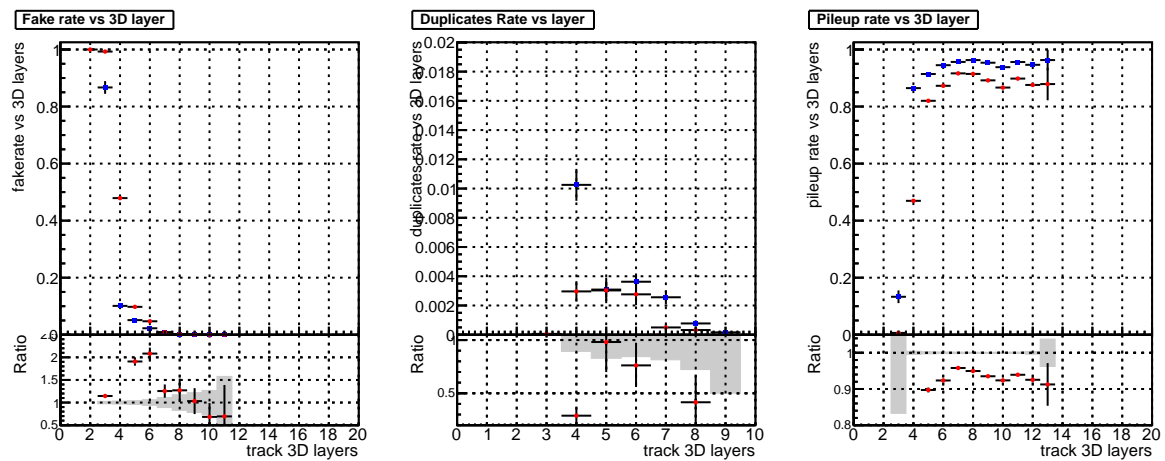 Fake rate vs 3D layer
fakerate vs 3D layers
1
0.8
0.6
0.4
0.2
0
Ratio
2
1.5
1
0.5
0 2 4 6 8 10 12 14 16 18 20
track 3D layers
Duplicates Rate vs layer
duplicates rate vs 3D layers
0.02
0.018
0.016
0.014
0.012
0.01
0.008
0.006
0.004
0.002
0
Ratio
1
0.5
0 1 2 3 4 5 6 7 8 9 10
track 3D layers
Pileup rate vs 3D layer
pileup rate vs 3D layers
1
0.8
0.6
0.4
0.2
0
Ratio
1
0.9
0.8
0 2 4 6 8 10 12 14 16 18 20
track 3D layers